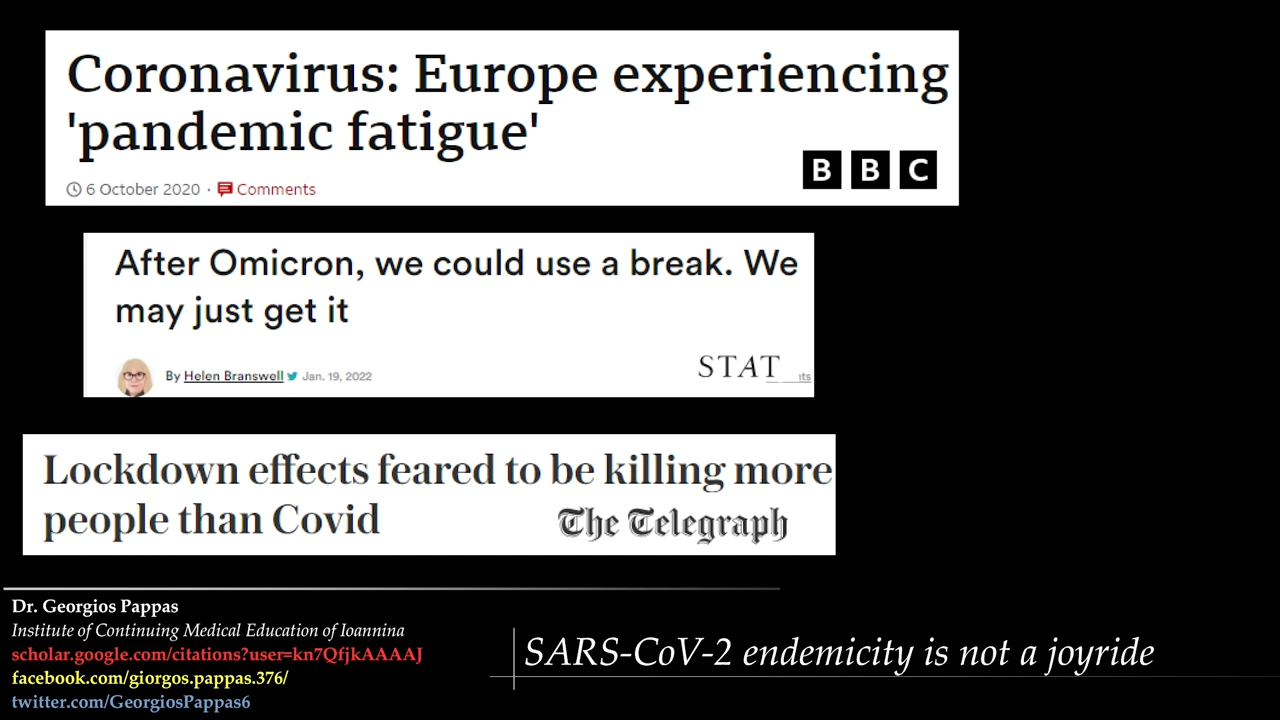 Coronavirus: Europe experiencing
'pandemic fatigue'
6 October 2020 · Comments
BBC
After Omicron, we could use a break. We
may just get it
By Helen Branswell Jan. 19, 2022
STAT
Lockdown effects feared to be killing more
people than Covid
The Telegraph
Dr. Georgios Pappas
Institute of Continuing Medical Education of Ioannina
scholar.google.com/citations?user=kn7QfjkAAAAJ
facebook.com/giorgos.pappas.376/
twitter.com/GeorgiosPappas6
SARS-CoV-2 endemicity is not a joyride